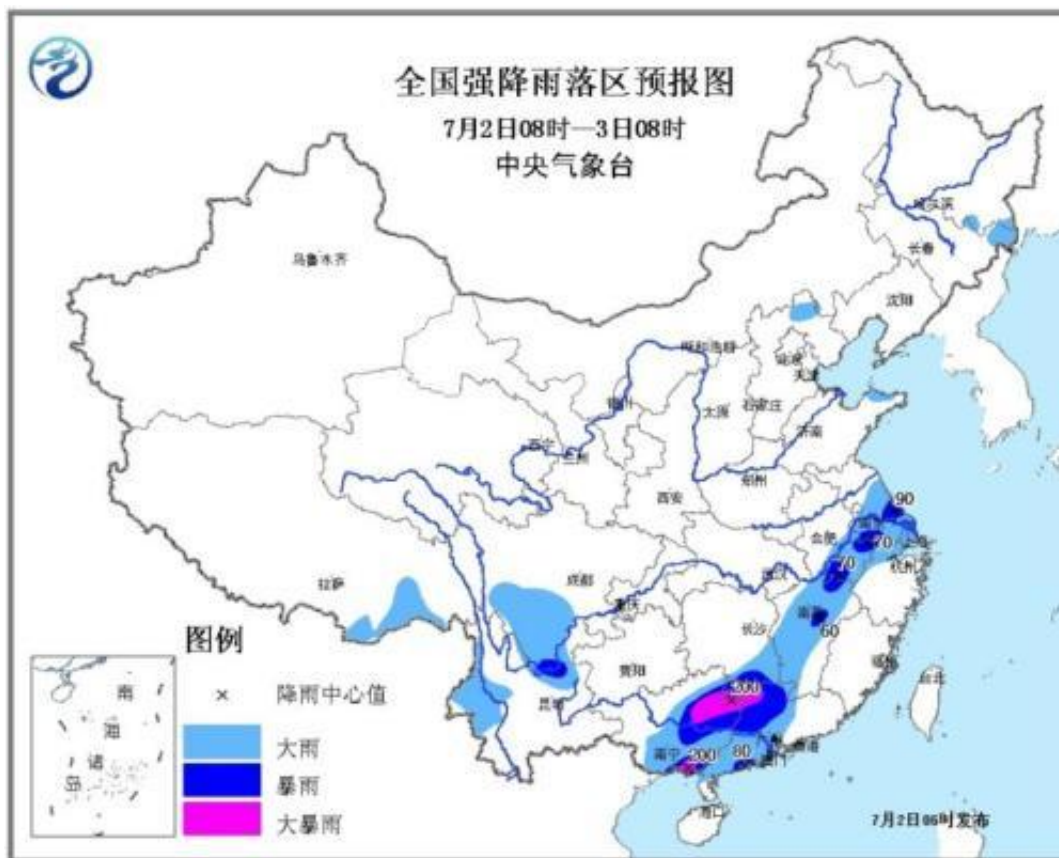 全国强降雨落区预报图
7月2日08时—3日08时
中央气象台
哈尔滨
长春
乌鲁木齐
沈阳
呼和浩特
北京
天津
银川
太原
石家庄
济南
西宁
兰州
郑州
西安
90
南京
合肥
70
上海
杭州
70
武汉
成都
拉萨
重庆
南昌
长沙
60
贵阳
福州
台北
昆明
200
广州
香港
澳门
南宁
200
80
海口
图例
× 降雨中心值
大雨
暴雨
大暴雨
南
海
诸
岛
7月2日06时发布